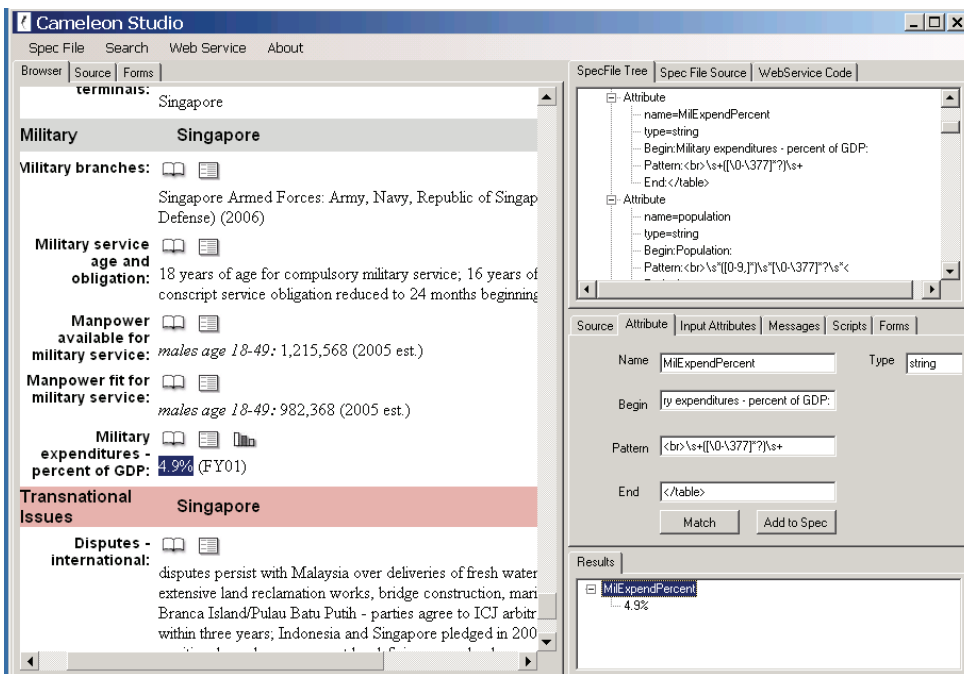 Cameleon Studio
Spec File Search Web Service About
Browser Source Forms
terminals:
Singapore
Military Singapore
Military branches:
Singapore Armed Forces: Army, Navy, Republic of Singap
Defense) (2006)
Military service
age and
obligation:
18 years of age for compulsory military service; 16 years of
conscript service obligation reduced to 24 months beginning
Manpower
available for
military service:
males age 18-49: 1,215,568 (2005 est.)
Manpower fit for
military service:
males age 18-49: 982,368 (2005 est.)
Military
expenditures -
percent of GDP:
4.9% (FY01)
Transnational
Issues
Singapore
Disputes -
international:
disputes persist with Malaysia over deliveries of fresh water
extensive land reclamation works, bridge construction, mari
Branca Island/Pulau Batu Putih - parties agree to ICJ arbitr
within three years; Indonesia and Singapore pledged in 200
SpecFile Tree Spec File Source WebService Code
Attribute
name=MilExpendPercent
type=string
Begin:Military expenditures - percent of GDP:
Pattern:<br>\s+([\0-\377]*?)\s+
End:</table>
Attribute
name=population
type=string
Begin:Population:
Pattern:<br>\s*([0-9,]*)\s*[\0-\377]*?\s*<
Source Attribute Input Attributes Messages Scripts Forms
Name MilExpendPercent Type string
Begin ry expenditures - percent of GDP:
Pattern <br>\s+([\0-\377]*?)\s+
End </table>
Match Add to Spec
Results
MilExpendPercent
4.9%